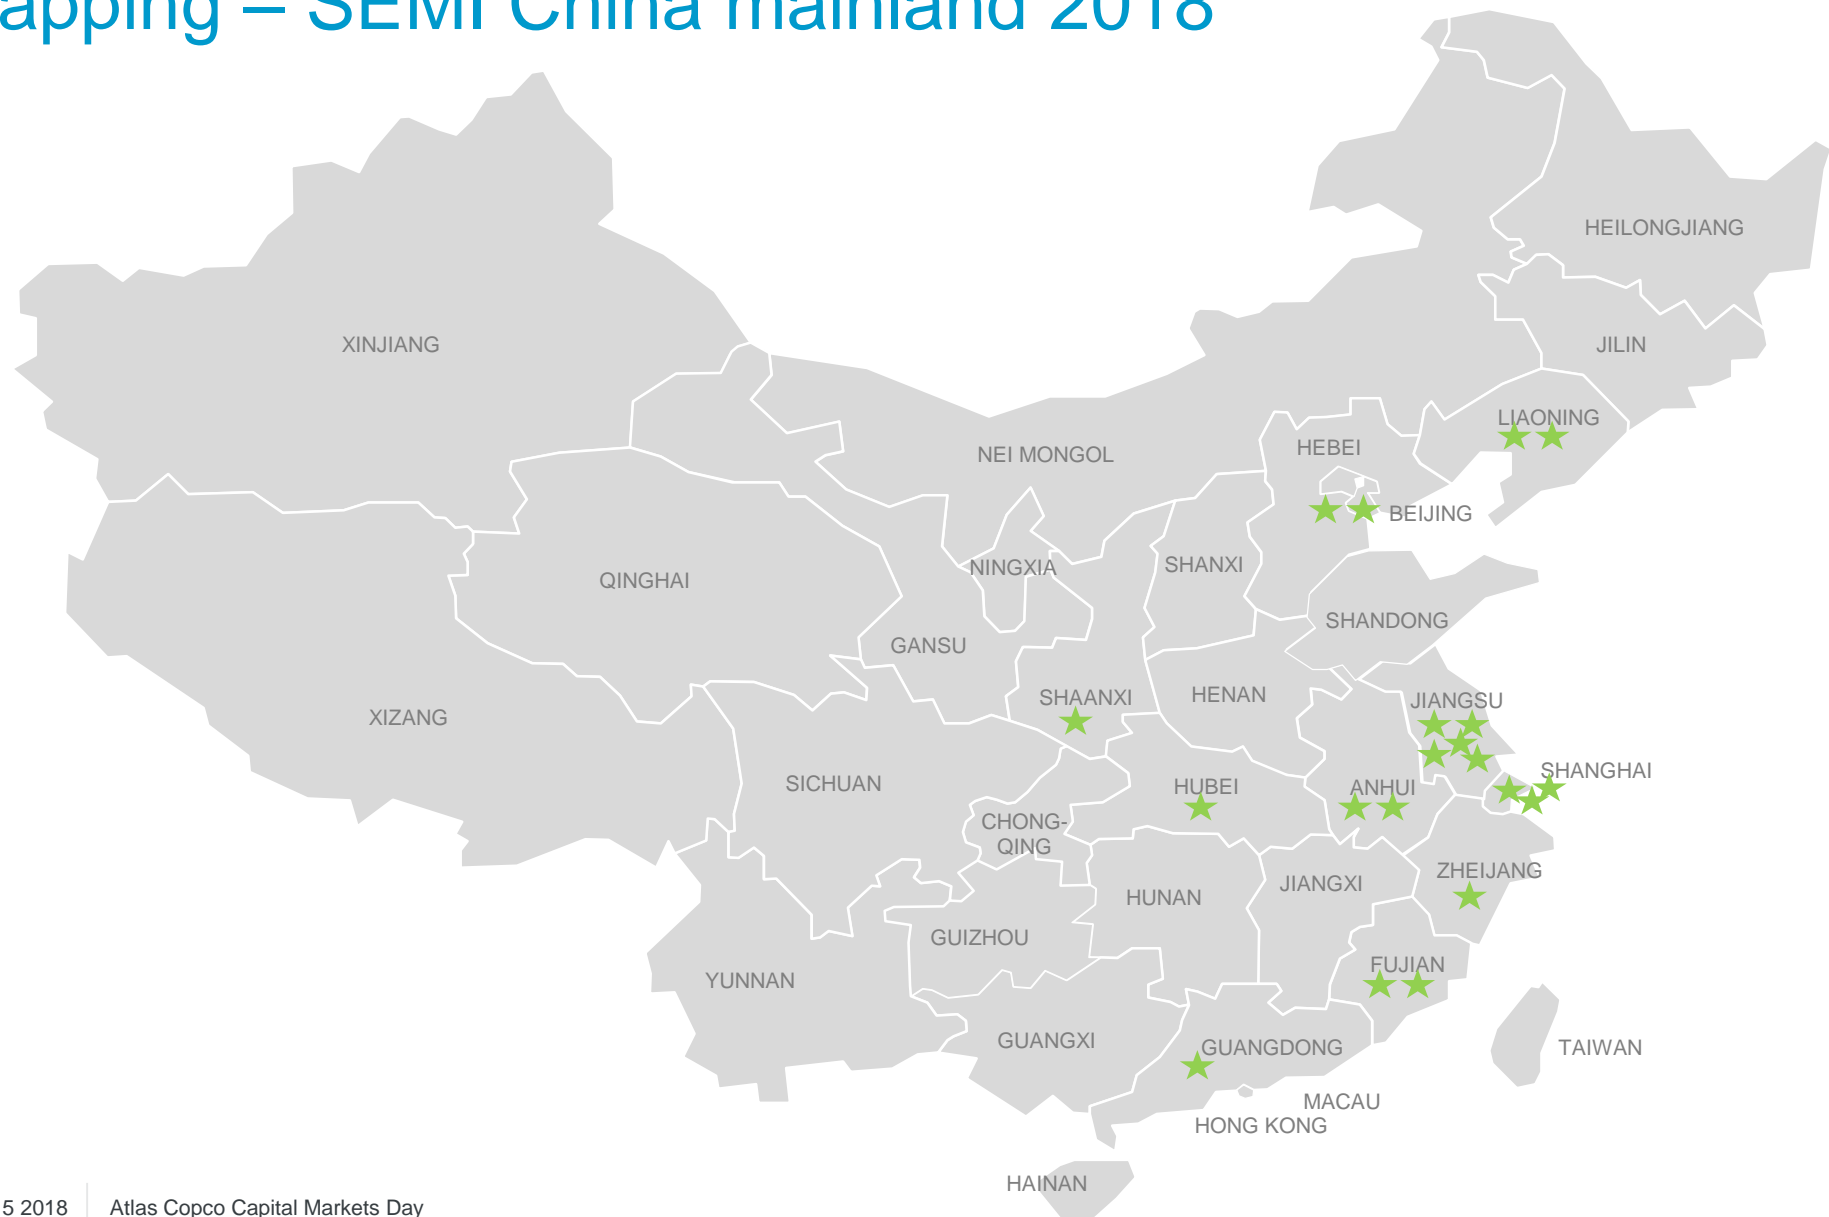 apping – SEMI China mainland 2018
HEILONGJIANG
XINJIANG
JILIN
LIAONING
HEBEI
NEI MONGOL
BEIJING
NINGXIA
SHANXI
QINGHAI
SHANDONG
GANSU
SHAANXI
HENAN
JIANGSU
XIZANG
SHANGHAI
SICHUAN
HUBEI
ANHUI
CHONG-
QING
ZHEIJANG
JIANGXI
HUNAN
GUIZHOU
FUJIAN
YUNNAN
GUANGXI
GUANGDONG
TAIWAN
MACAU
HONG KONG
HAINAN
5 2018 Atlas Copco Capital Markets Day